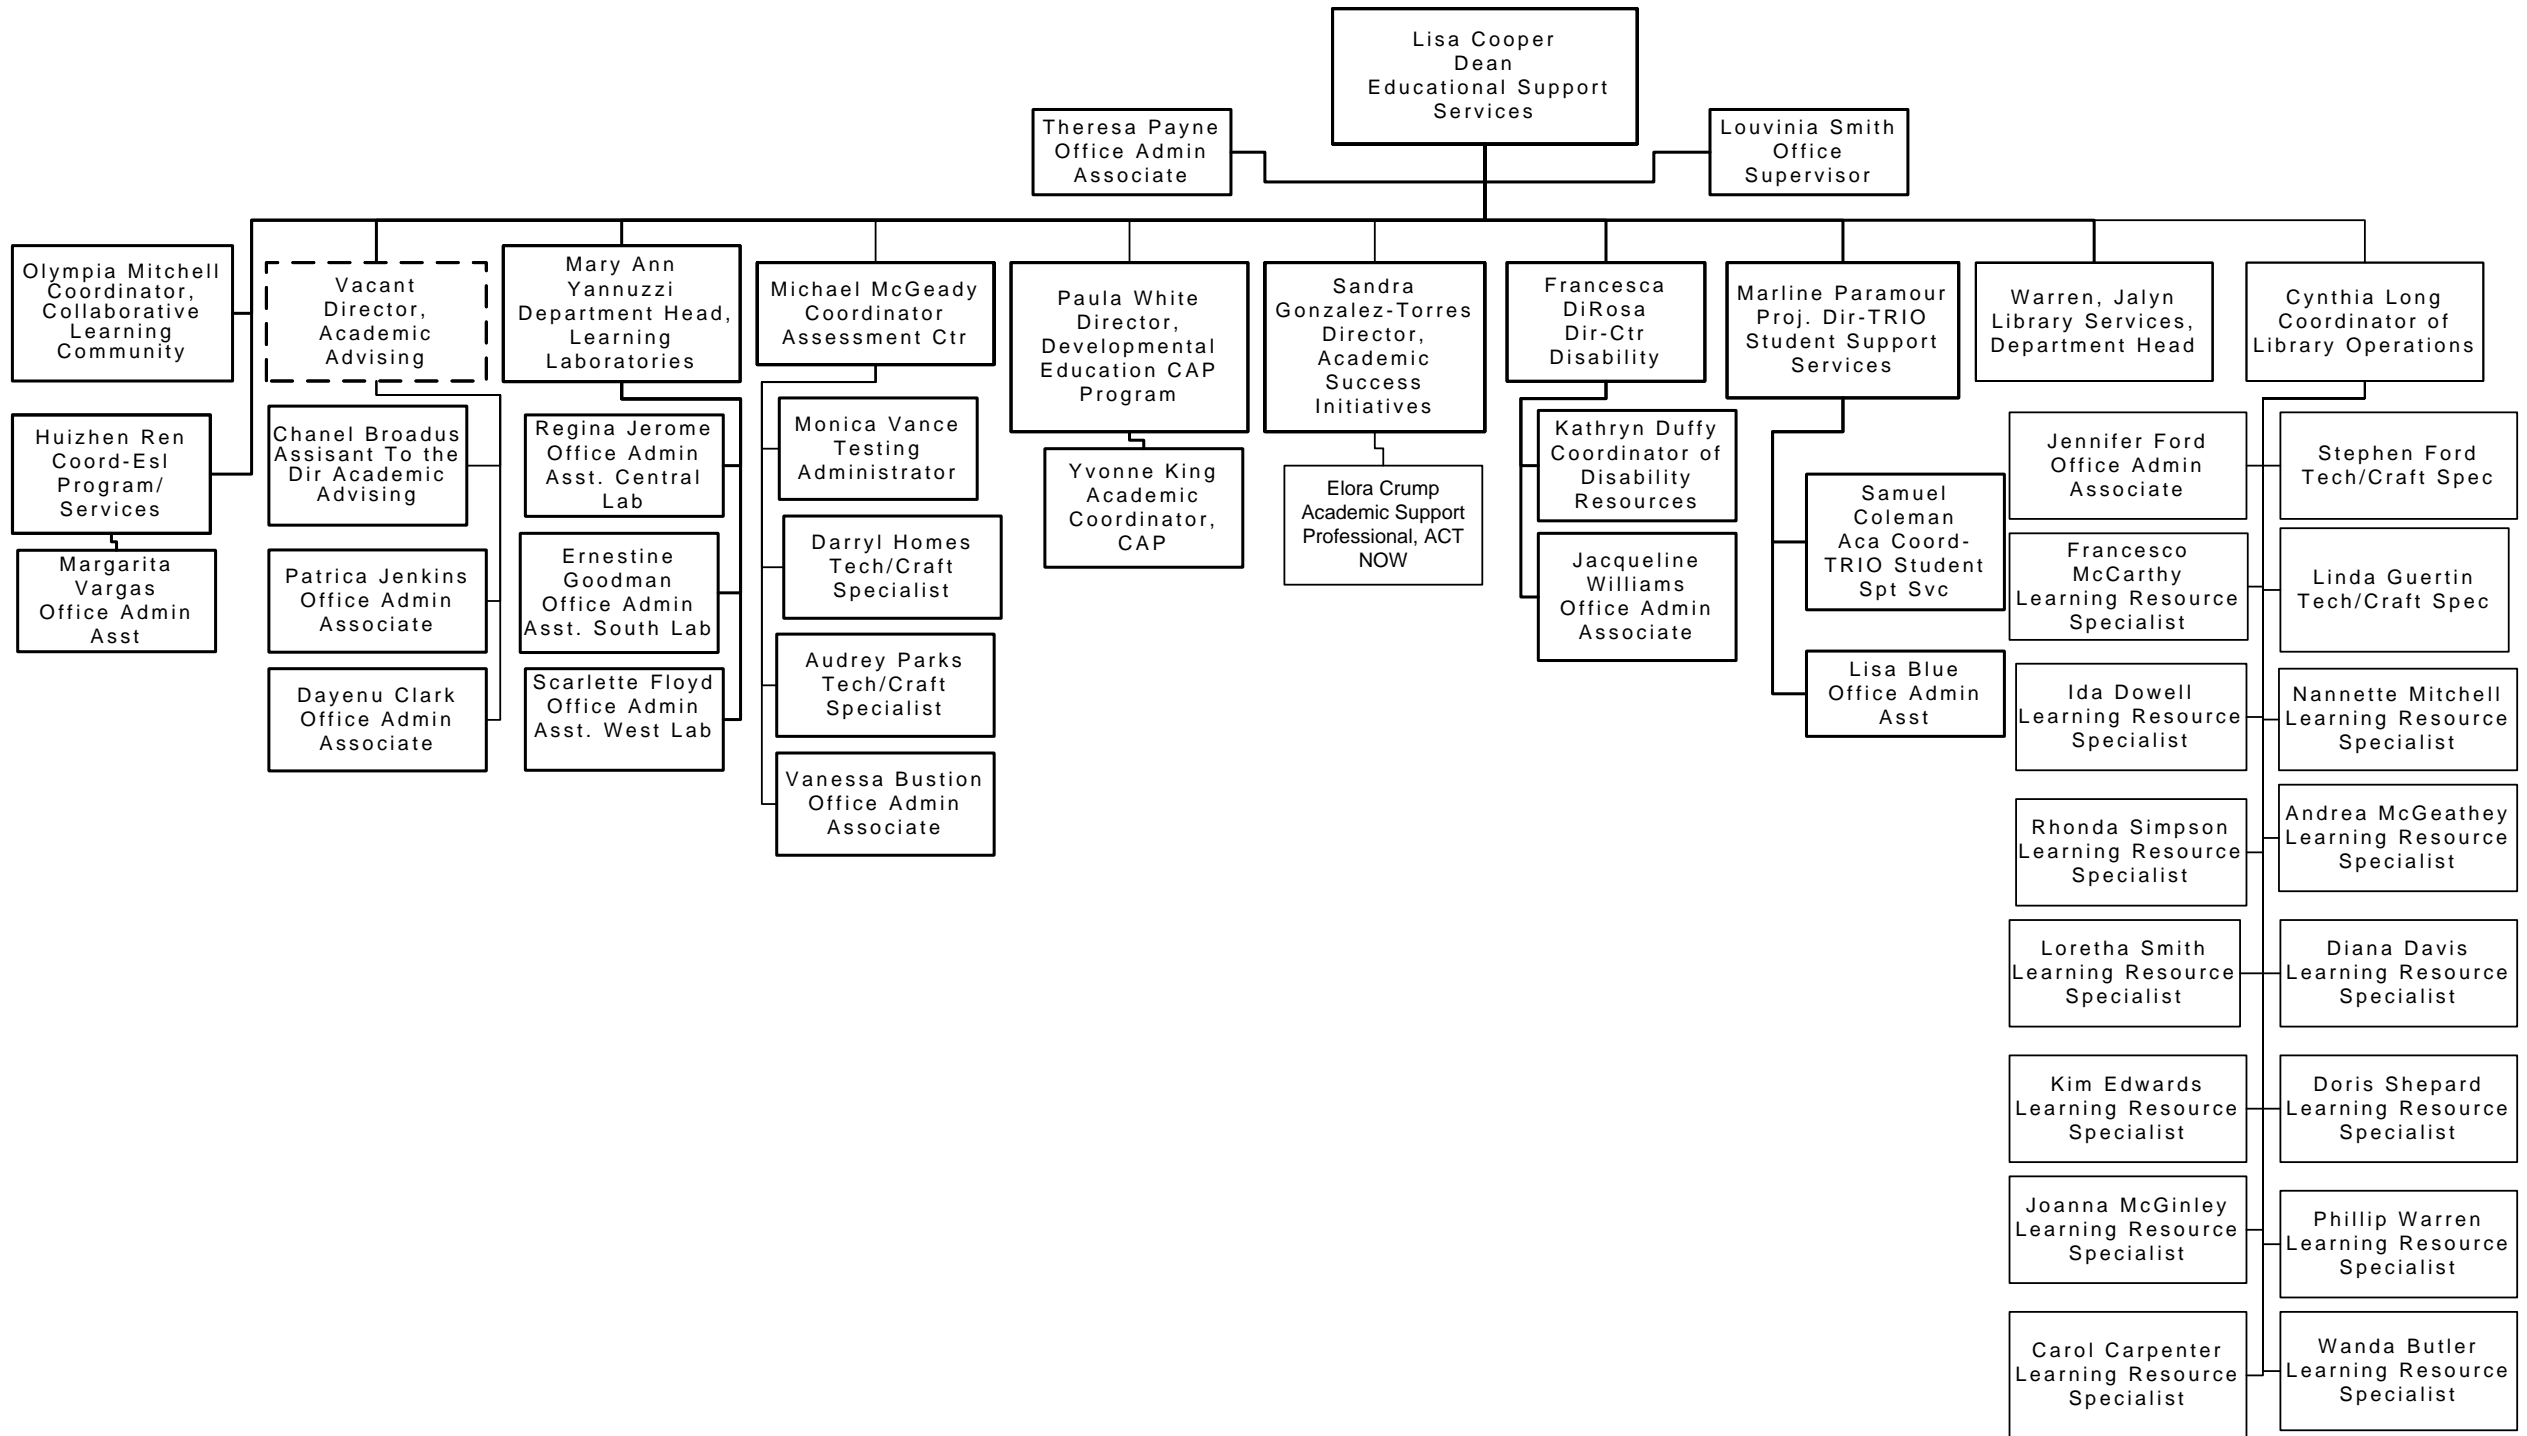 Lisa Cooper
Dean
Educational Support
Services
Theresa Payne
Office Admin
Associate
Louvinia Smith
Office
Supervisor
Olympia Mitchell
Coordinator,
Collaborative
Learning
Community
Vacant
Director,
Academic
Advising
Mary Ann
Yannuzzi
Department Head,
Learning
Laboratories
Michael McGeady
Coordinator
Assessment Ctr
Paula White
Director,
Developmental
Education CAP
Program
Sandra
Gonzalez-Torres
Director,
Academic
Success
Initiatives
Francesca
DiRosa
Dir-Ctr
Disability
Marline Paramour
Proj. Dir-TRIO
Student Support
Services
Warren, Jalyn
Library Services,
Department Head
Cynthia Long
Coordinator of
Library Operations
Huizhen Ren
Coord-Esl
Program/
Services
Margarita
Vargas
Office Admin
Asst
Chanel Broadus
Assisant To the
Dir Academic
Advising
Patrica Jenkins
Office Admin
Associate
Dayenu Clark
Office Admin
Associate
Regina Jerome
Office Admin
Asst. Central
Lab
Ernestine
Goodman
Office Admin
Asst. South Lab
Scarlette Floyd
Office Admin
Asst. West Lab
Monica Vance
Testing
Administrator
Darryl Homes
Tech/Craft
Specialist
Audrey Parks
Tech/Craft
Specialist
Vanessa Bustion
Office Admin
Associate
Yvonne King
Academic
Coordinator,
CAP
Elora Crump
Academic Support
Professional, ACT
NOW
Kathryn Duffy
Coordinator of
Disability
Resources
Jacqueline
Williams
Office Admin
Associate
Samuel
Coleman
Aca Coord-
TRIO Student
Spt Svc
Lisa Blue
Office Admin
Asst
Jennifer Ford
Office Admin
Associate
Stephen Ford
Tech/Craft Spec
Francesco
McCarthy
Learning Resource
Specialist
Linda Guertin
Tech/Craft Spec
Ida Dowell
Learning Resource
Specialist
Nannette Mitchell
Learning Resource
Specialist
Rhonda Simpson
Learning Resource
Specialist
Andrea McGeathey
Learning Resource
Specialist
Loretha Smith
Learning Resource
Specialist
Diana Davis
Learning Resource
Specialist
Kim Edwards
Learning Resource
Specialist
Doris Shepard
Learning Resource
Specialist
Joanna McGinley
Learning Resource
Specialist
Phillip Warren
Learning Resource
Specialist
Carol Carpenter
Learning Resource
Specialist
Wanda Butler
Learning Resource
Specialist